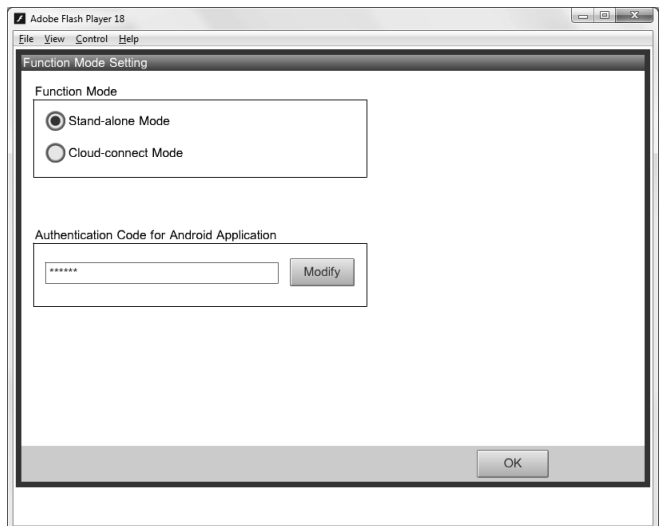 Adobe Flash Player 18
File View Control Help
Function Mode Setting
Function Mode
Stand-alone Mode
Cloud-connect Mode
Authentication Code for Android Application
****** Modify
OK